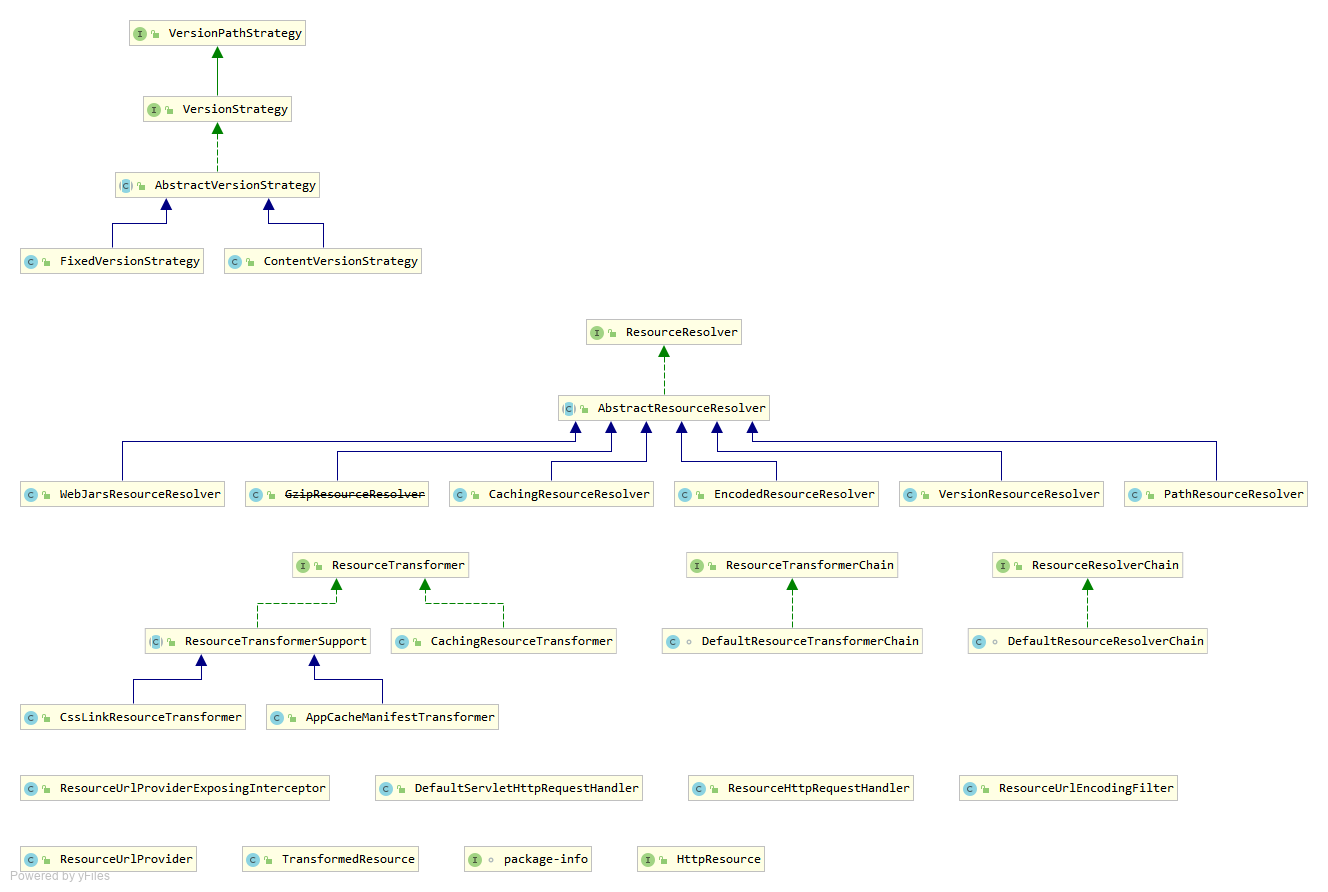 VersionPathStrategy
VersionStrategy
AbstractVersionStrategy
FixedVersionStrategy ContentVersionStrategy
ResourceResolver
AbstractResourceResolver
WebJarsResourceResolver GzipResourceResolver CachingResourceResolver EncodedResourceResolver VersionResourceResolver PathResourceResolver
ResourceTransformer ResourceTransformerChain ResourceResolverChain
ResourceTransformerSupport CachingResourceTransformer DefaultResourceTransformerChain DefaultResourceResolverChain
CssLinkResourceTransformer AppCacheManifestTransformer
ResourceUrlProviderExposingInterceptor DefaultServletHttpRequestHandler ResourceHttpRequestHandler ResourceUrlEncodingFilter
ResourceUrlProvider TransformedResource package-info HttpResource
Powered by yFiles